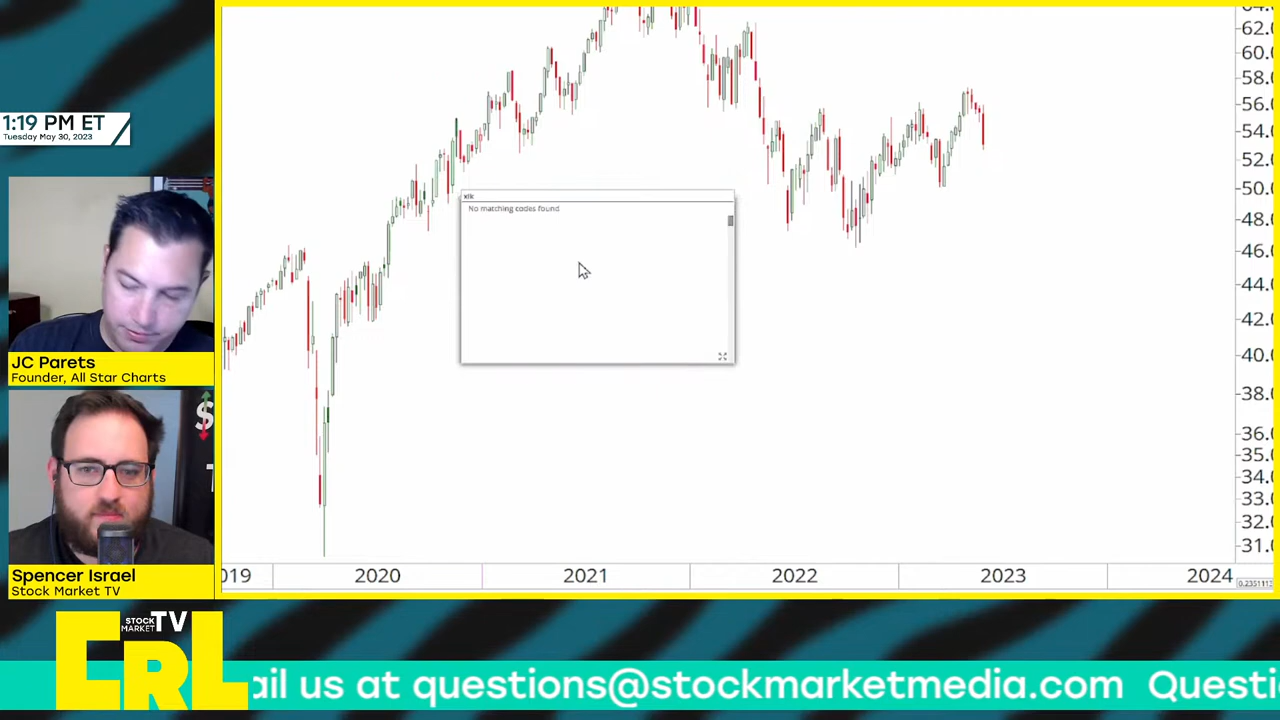 1:19 PM ET
Tuesday May 30, 2023
JC Parets
Founder, All Star Charts
Spencer Israel
Stock Market TV
STOCK
MARKET TV
ERL
xlk
No matching codes found
62.0
60.0
58.0
56.0
54.0
52.0
50.0
48.0
46.0
44.0
42.0
40.0
38.0
36.0
35.0
34.0
33.0
32.0
31.0
019 2020 2021 2022 2023 2024
ail us at questions@stockmarketmedia.com Questi